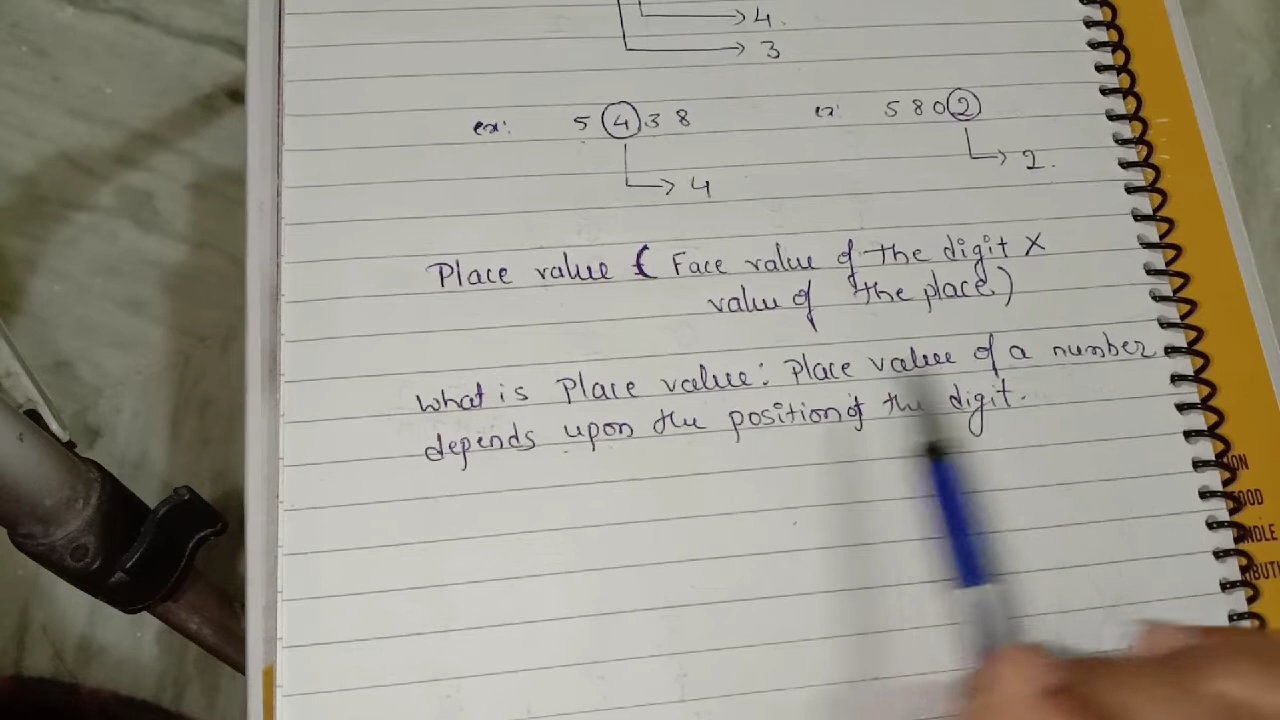 → 4.
→ 3
ex: 5 4 3 8 ex: 5 8 0 2
→ 4 → 2.
Place value ( Face value of the digit X
value of the place)
What is Place value: Place value of a number
depends upon the position of the digit.